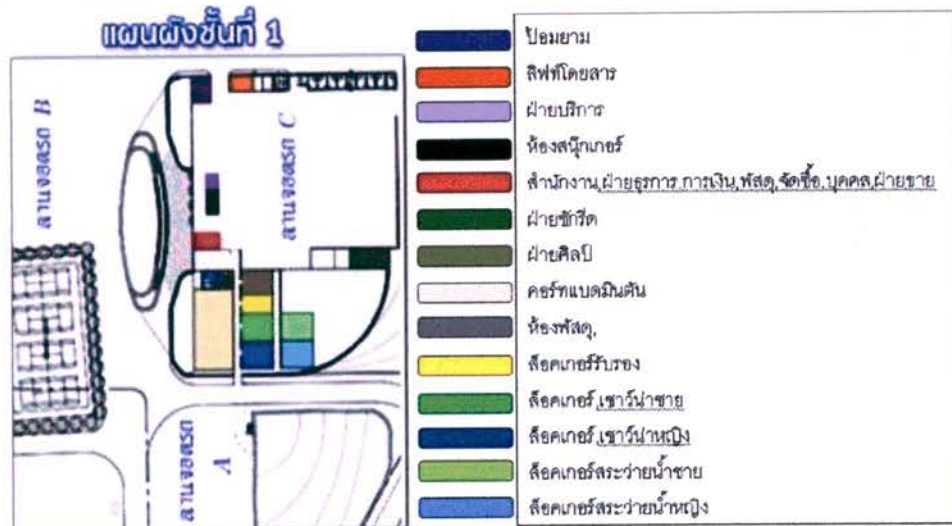 แผนผังชั้นที่ 1
ลานจอดรถ B
ลานจอดรถ C
ลานจอดรถ A
ป้อมยาม
ลิฟท์โดยสาร
ฝ่ายบริการ
ห้องสนุ๊กเกอร์
สำนักงาน,ฝ่ายธุรการ,การเงิน,พัสดุ,จัดซื้อ,บุคคล,ฝ่ายขาย
ฝ่ายซักรีด
ฝ่ายศิลป์
คอร์ทแบดมินตัน
ห้องพัสดุ,
ล็อคเกอร์รับรอง
ล็อคเกอร์,เซาว์น่าชาย
ล็อคเกอร์,เซาว์น่าหญิง
ล็อคเกอร์สระว่ายน้ำชาย
ล็อคเกอร์สระว่ายน้ำหญิง